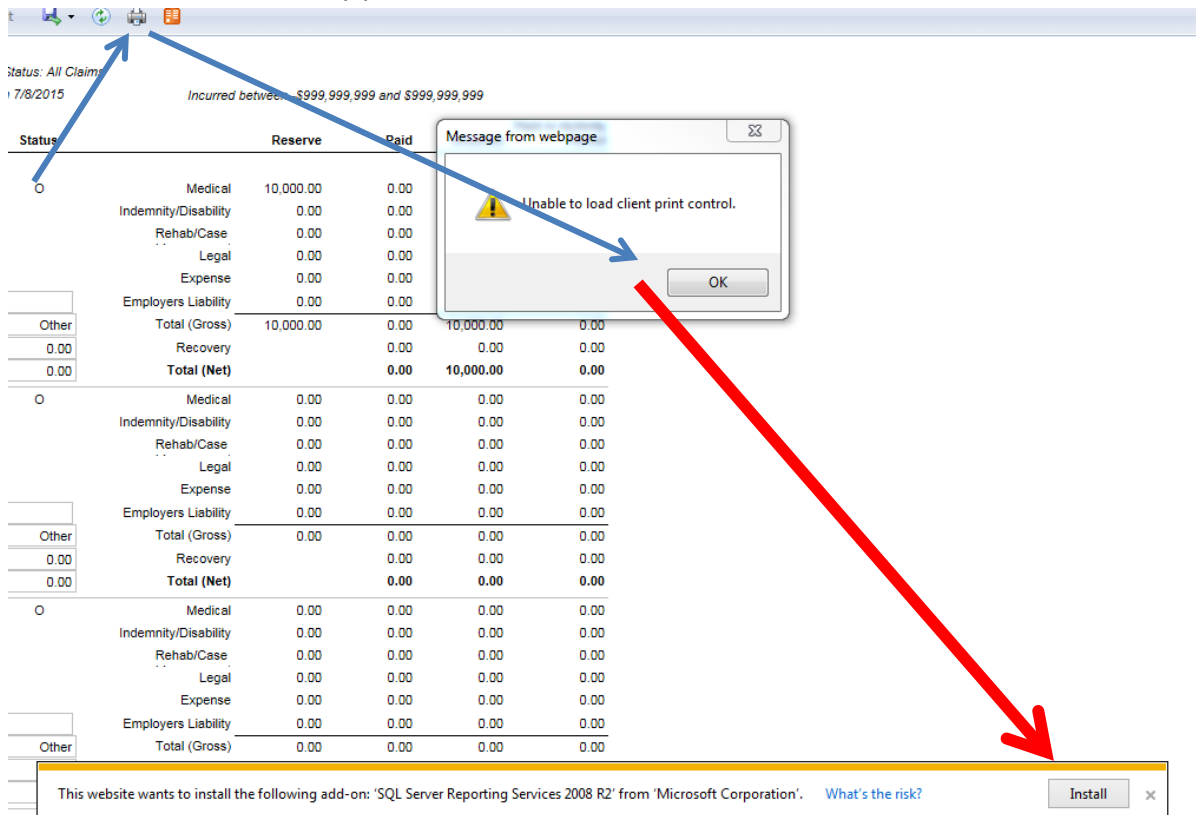 t
Status: All Claims
n 7/8/2015 Incurred between -$999,999,999 and $999,999,999
Status Reserve Paid
Message from webpage
Unable to load client print control.
OK
O Medical 10,000.00 0.00
Indemnity/Disability 0.00 0.00
Rehab/Case 0.00 0.00
Legal 0.00 0.00
Expense 0.00 0.00
Employers Liability 0.00 0.00
Other Total (Gross) 10,000.00 0.00 10,000.00 0.00
0.00 Recovery 0.00 0.00 0.00
0.00 Total (Net) 0.00 10,000.00 0.00
O Medical 0.00 0.00 0.00 0.00
Indemnity/Disability 0.00 0.00 0.00 0.00
Rehab/Case 0.00 0.00 0.00 0.00
Legal 0.00 0.00 0.00 0.00
Expense 0.00 0.00 0.00 0.00
Employers Liability 0.00 0.00 0.00 0.00
Other Total (Gross) 0.00 0.00 0.00 0.00
0.00 Recovery 0.00 0.00 0.00
0.00 Total (Net) 0.00 0.00 0.00
O Medical 0.00 0.00 0.00 0.00
Indemnity/Disability 0.00 0.00 0.00 0.00
Rehab/Case 0.00 0.00 0.00 0.00
Legal 0.00 0.00 0.00 0.00
Expense 0.00 0.00 0.00 0.00
Employers Liability 0.00 0.00 0.00 0.00
Other Total (Gross) 0.00 0.00 0.00 0.00
This website wants to install the following add-on: 'SQL Server Reporting Services 2008 R2' from 'Microsoft Corporation'. What's the risk? Install